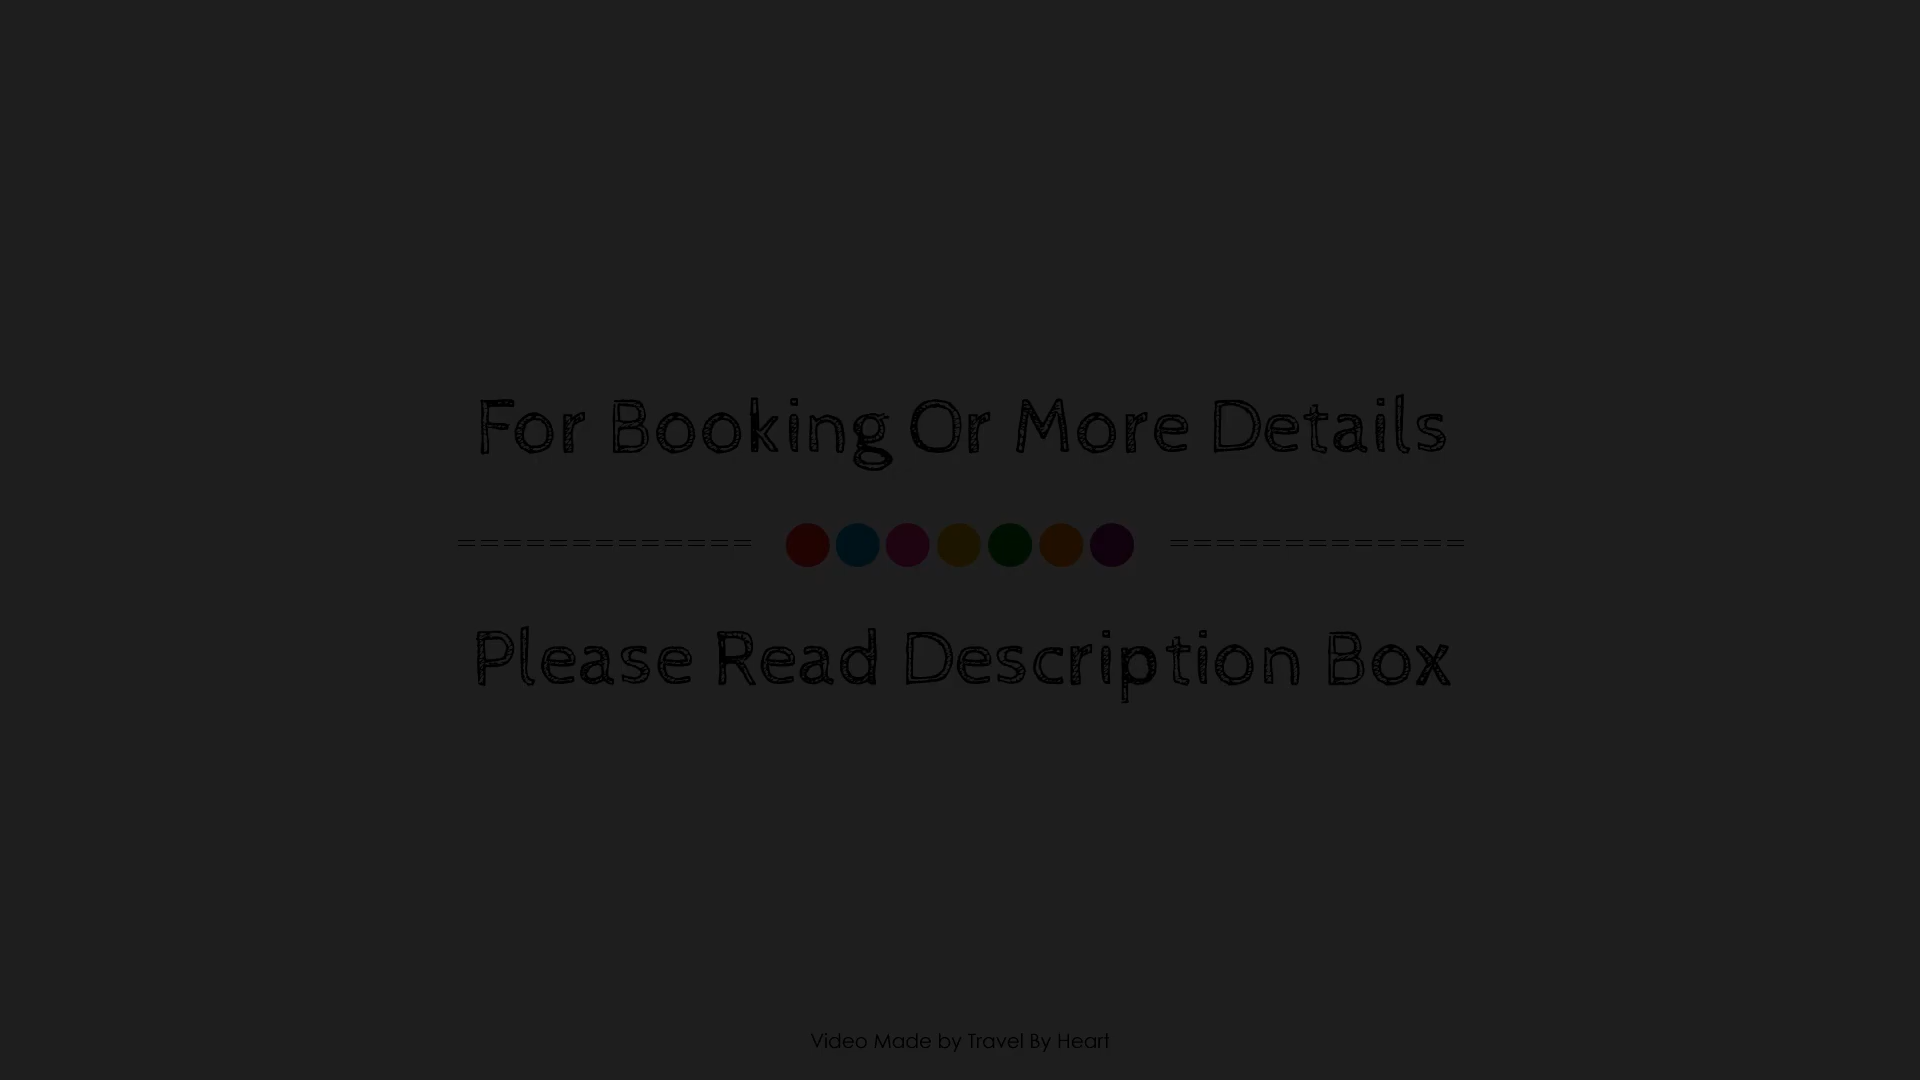 For Booking Or More Details
============= =============
Please Read Description Box
Video Made by Travel By Heart